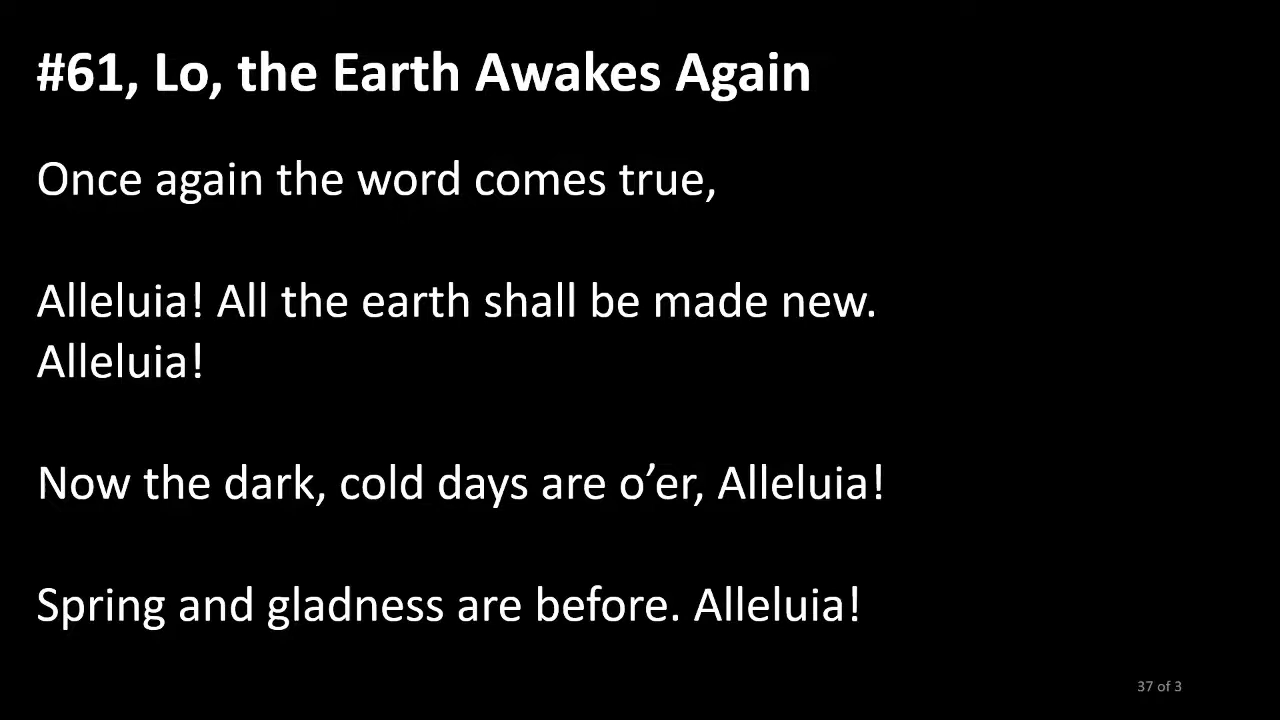 #61, Lo, the Earth Awakes Again
Once again the word comes true,
Alleluia! All the earth shall be made new.
Alleluia!
Now the dark, cold days are o’er, Alleluia!
Spring and gladness are before. Alleluia!
37 of 3